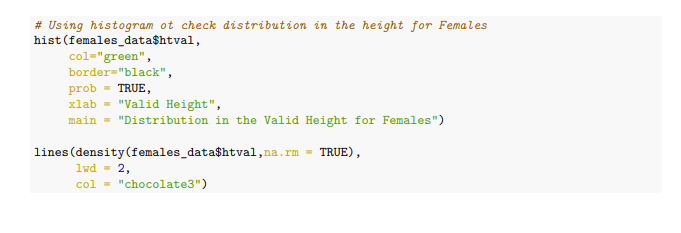 # Using histogram ot check distribution in the height for Females
hist(females_data$htval,
col="green",
border="black",
prob = TRUE,
xlab = "Valid Height",
main = "Distribution in the Valid Height for Females")
lines(density(females_data$htval,na.rm = TRUE),
lwd = 2,
col = "chocolate3")